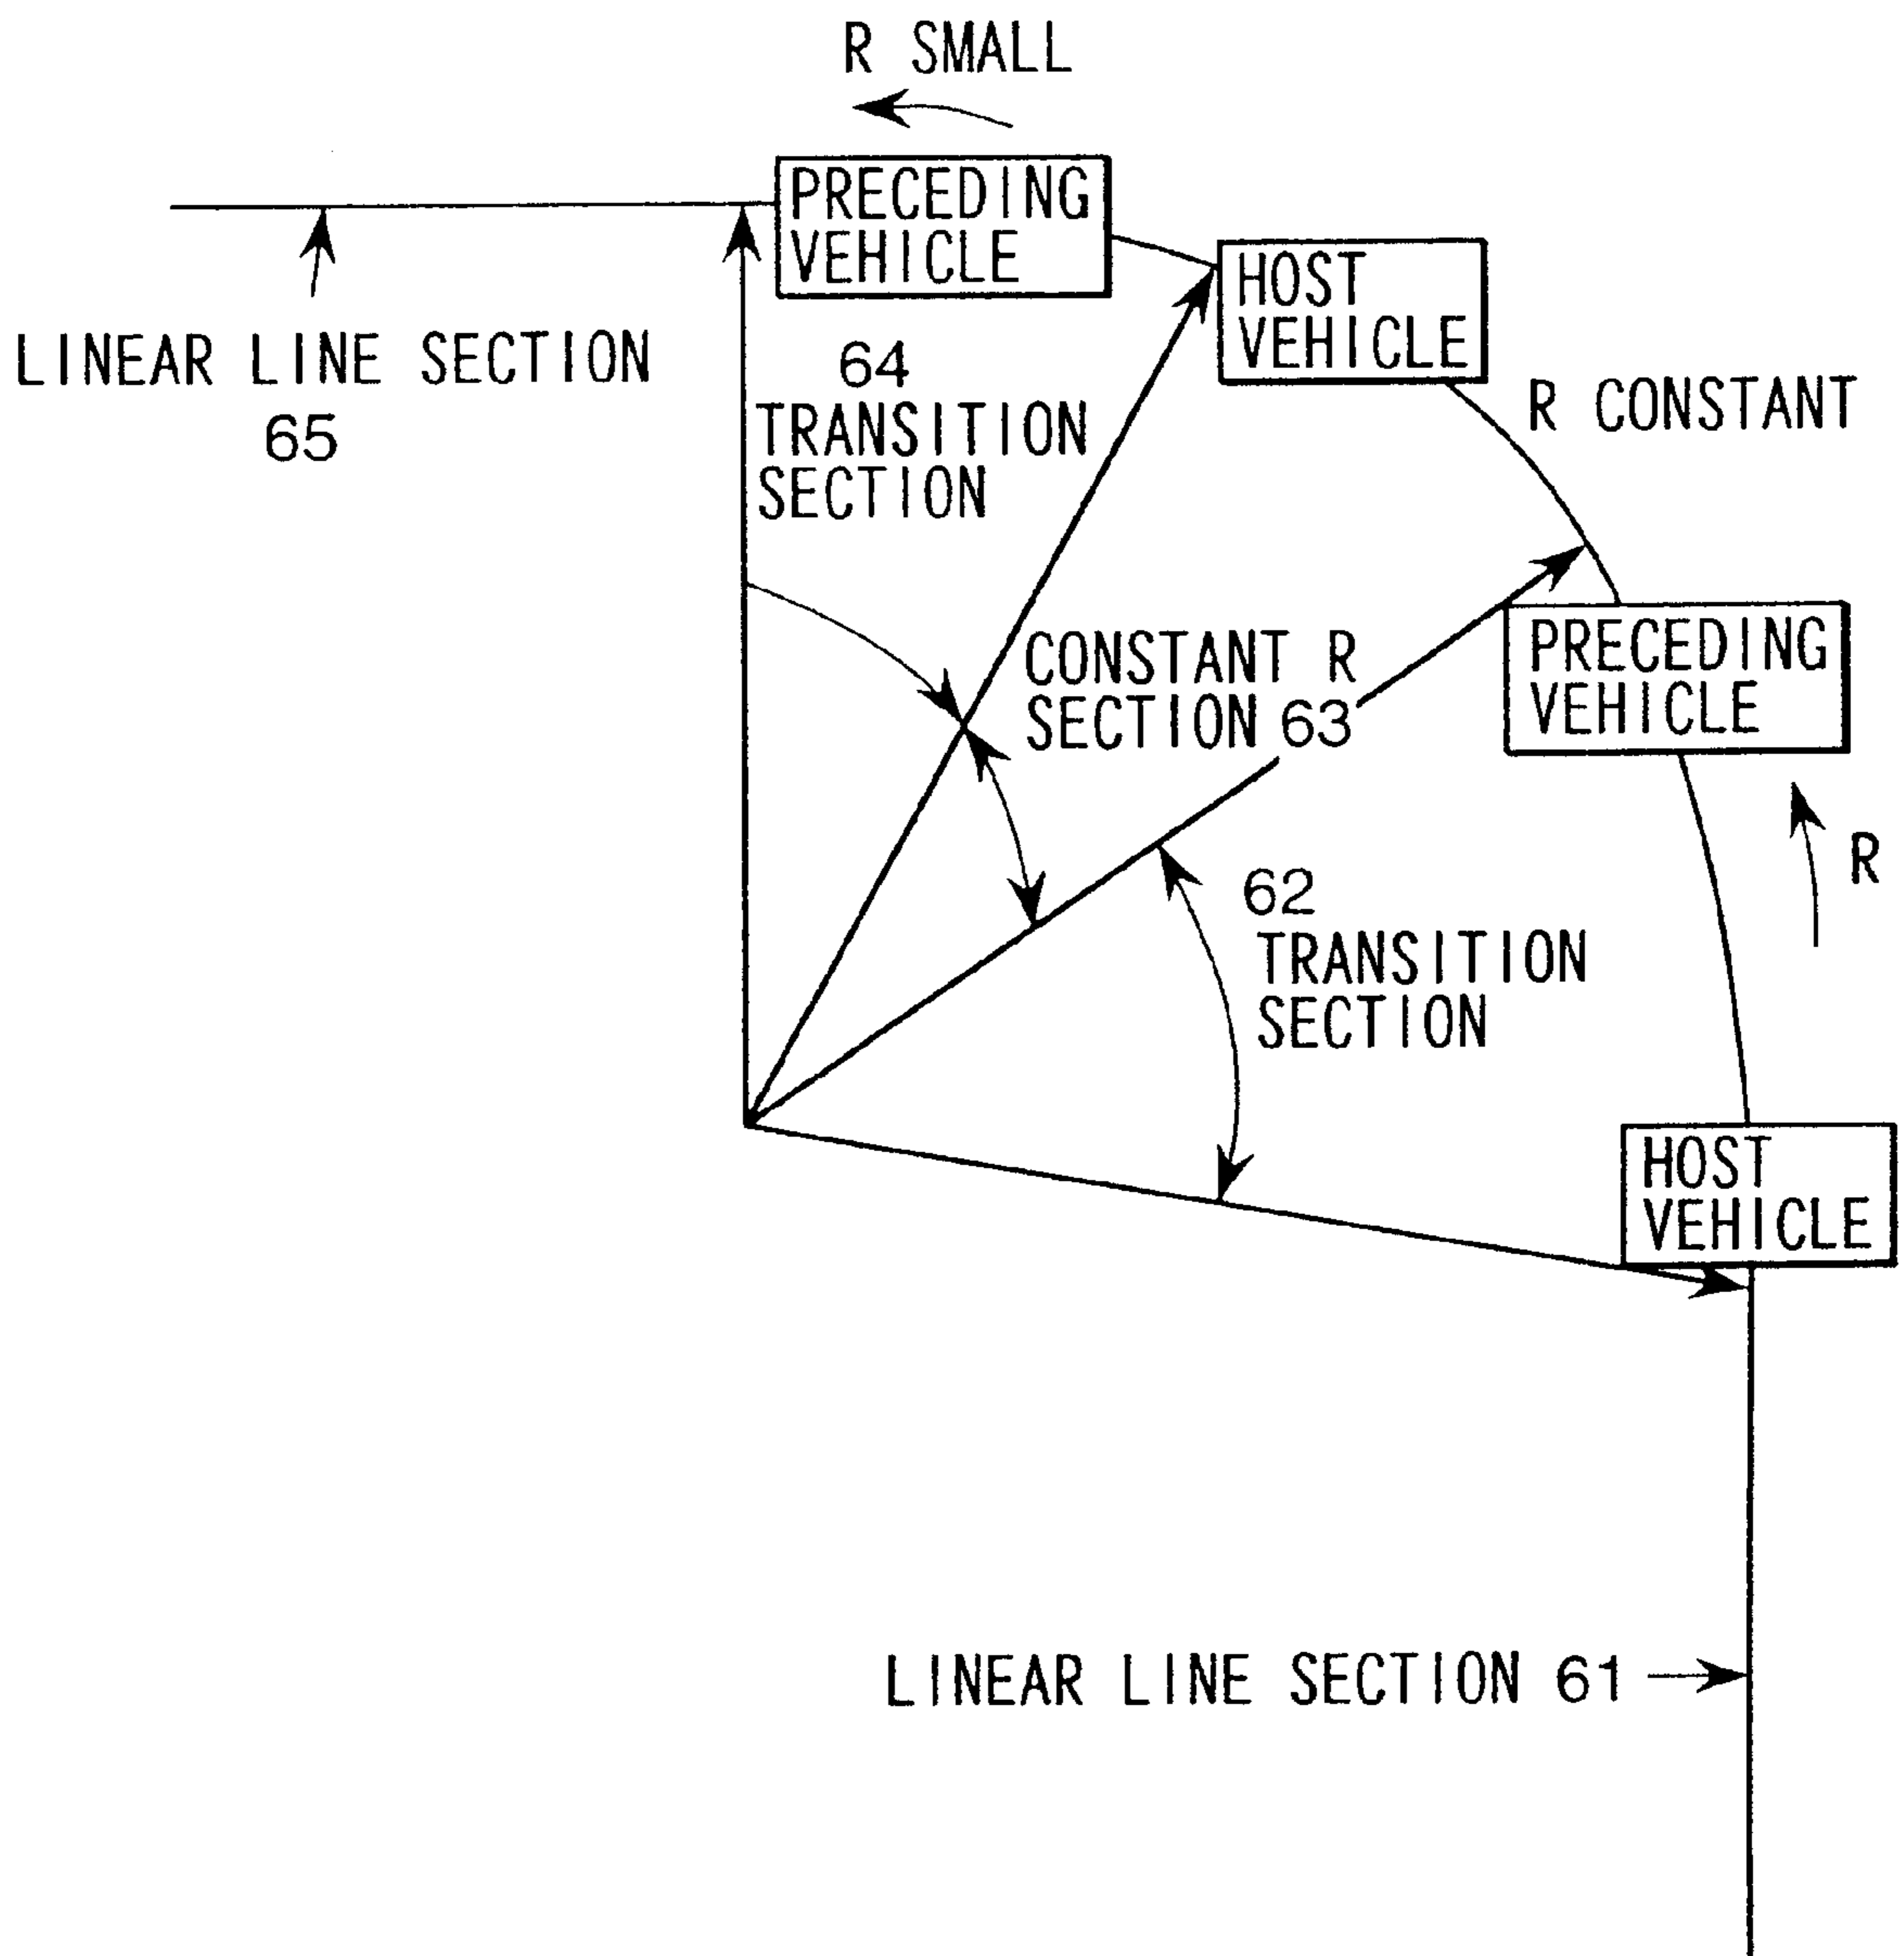 R SMALL
PRECEDING
VEHICLE
HOST
VEHICLE
LINEAR LINE SECTION
65
64
TRANSITION
SECTION
R CONSTANT
CONSTANT R
SECTION 63
PRECEDING
VEHICLE
R
62
TRANSITION
SECTION
HOST
VEHICLE
LINEAR LINE SECTION 61